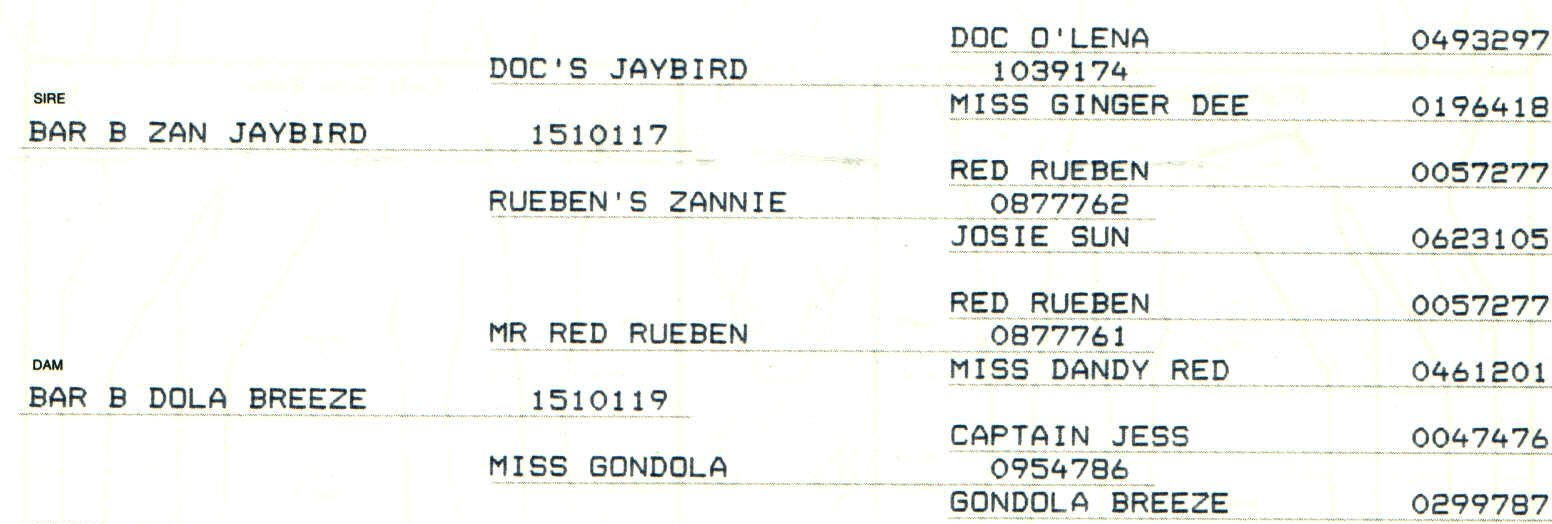 DOC O'LENA 0493297
DOC'S JAYBIRD 1039174
MISS GINGER DEE 0196418
SIRE
BAR B ZAN JAYBIRD 1510117
RED RUEBEN 0057277
RUEBEN'S ZANNIE 0877762
JOSIE SUN 0623105
RED RUEBEN 0057277
MR RED RUEBEN 0877761
MISS DANDY RED 0461201
DAM
BAR B DOLA BREEZE 1510119
CAPTAIN JESS 0047476
MISS GONDOLA 0954786
GONDOLA BREEZE 0299787